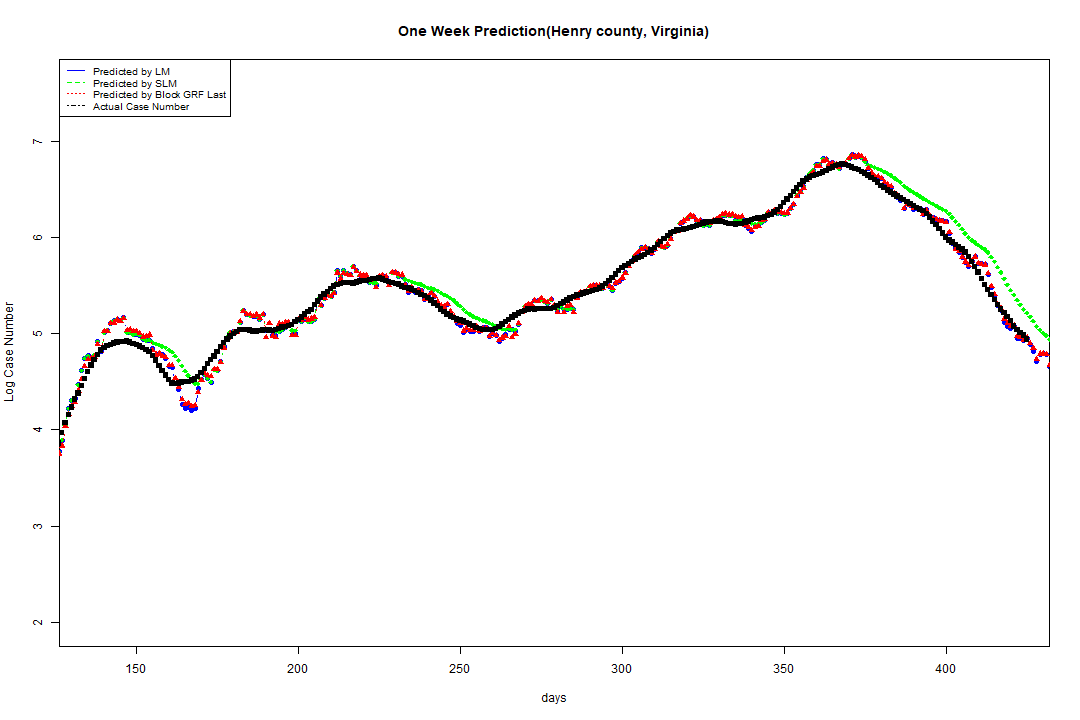 One Week Prediction(Henry county, Virginia)
Predicted by LM
Predicted by SLM
Predicted by Block GRF Last
Actual Case Number
7
6
5
4
3
2
Log Case Number
150 200 250 300 350 400
days